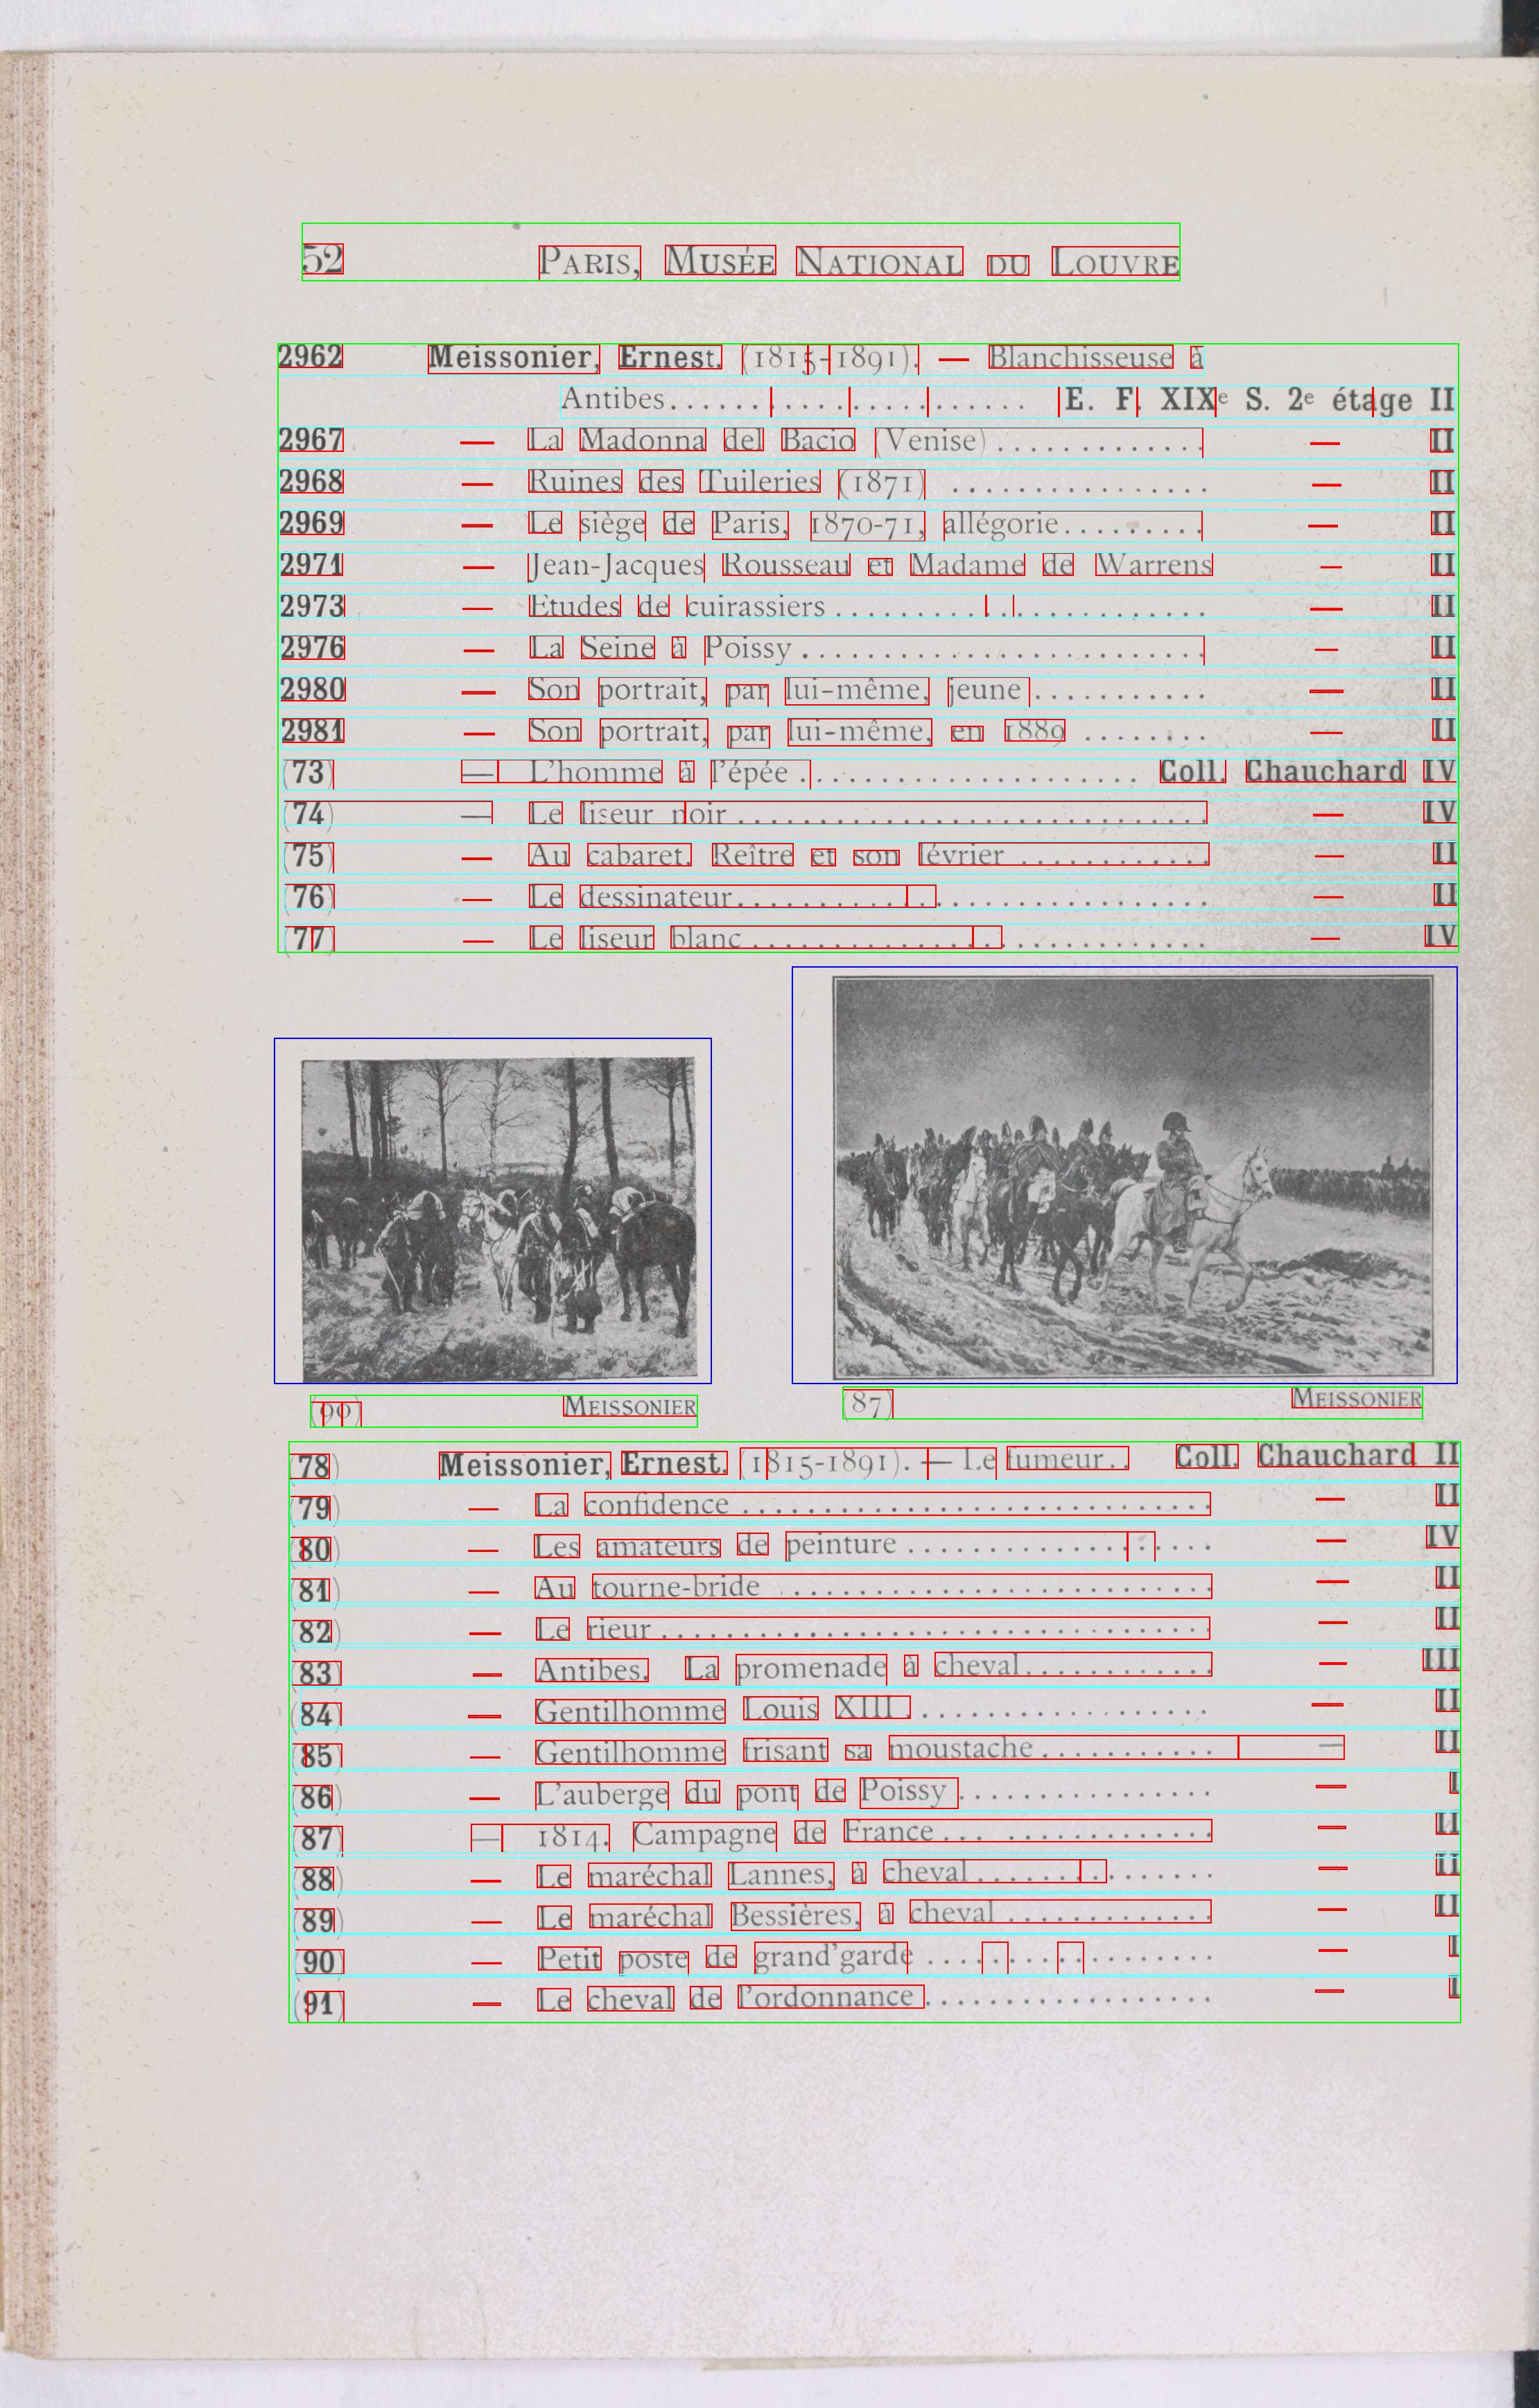 52 PARIS, MUSÉE NATIONAL DU LOUVRE
2962 Meissonier, Ernest. (1815-1891). — Blanchisseuse à
Antibes...................... E. F. XIXe S. 2e étage II
2967 — La Madonna del Bacio (Venise) ............. — II
2968 — Ruines des Tuileries (1871) ................ — II
2969 — Le siège de Paris, 1870-71, allégorie......... — II
2971 — Jean-Jacques Rousseau et Madame de Warrens — II
2973 — Etudes de cuirassiers ........................ — II
2976 — La Seine à Poissy ......................... — II
2980 — Son portrait, par lui-même, jeune ........... — II
2981 — Son portrait, par lui-même, en 1889 ........ — II
(73) — L'homme à l'épée ...................... Coll. Chauchard IV
(74) — Le liseur noir ............................. — IV
(75) — Au cabaret. Reître et son lévrier ............ — II
(76) — Le dessinateur.............................. — II
(77) — Le liseur blanc ............................. — IV
(90) MEISSONIER
(87) MEISSONIER
(78) Meissonier, Ernest. (1815-1891). — Le fumeur.. Coll. Chauchard II
(79) — La confidence .............................. — II
(80) — Les amateurs de peinture ................... — IV
(81) — Au tourne-bride ........................... — II
(82) — Le rieur ................................... — II
(83) — Antibes. La promenade à cheval............ — III
(84) — Gentilhomme Louis XIII ................... — II
(85) — Gentilhomme frisant sa moustache ........... — II
(86) — L'auberge du pont de Poissy ................ — I
(87) — 1814. Campagne de France ... ............. — II
(88) — Le maréchal Lannes, à cheval ............... — II
(89) — Le maréchal Bessières, à cheval ............. — II
(90) — Petit poste de grand'garde .................. — I
(91) — Le cheval de l'ordonnance .................. — I